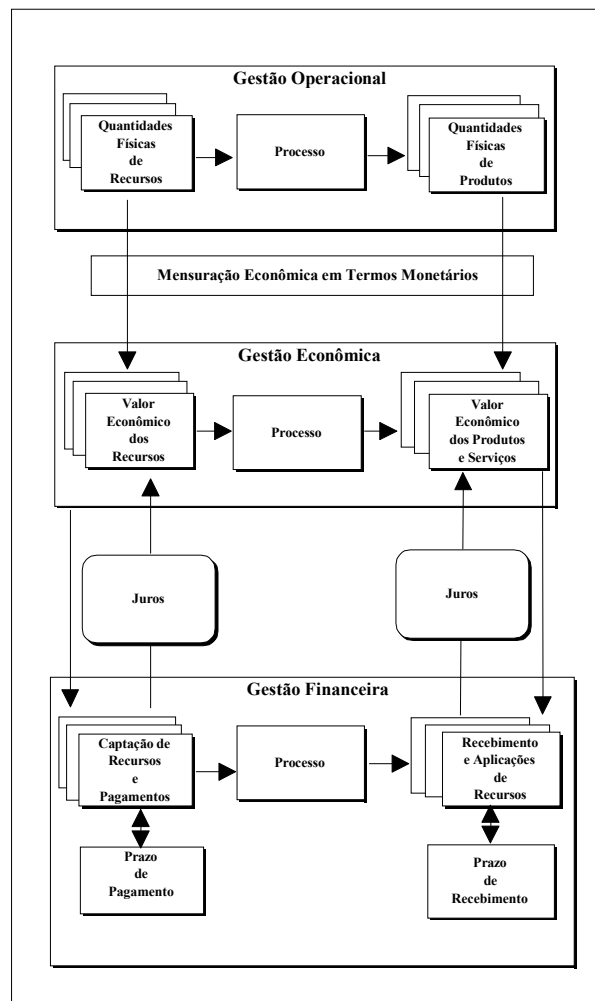 Gestão Operacional
Quantidades
Físicas
de
Recursos
Processo
Quantidades
Físicas
de
Produtos
Mensuração Econômica em Termos Monetários
Gestão Econômica
Valor
Econômico
dos
Recursos
Processo
Valor
Econômico
dos Produtos
e Serviços
Juros
Juros
Gestão Financeira
Captação de
Recursos
e
Pagamentos
Processo
Recebimento
e Aplicações
de
Recursos
Prazo
de
Pagamento
Prazo
de
Recebimento